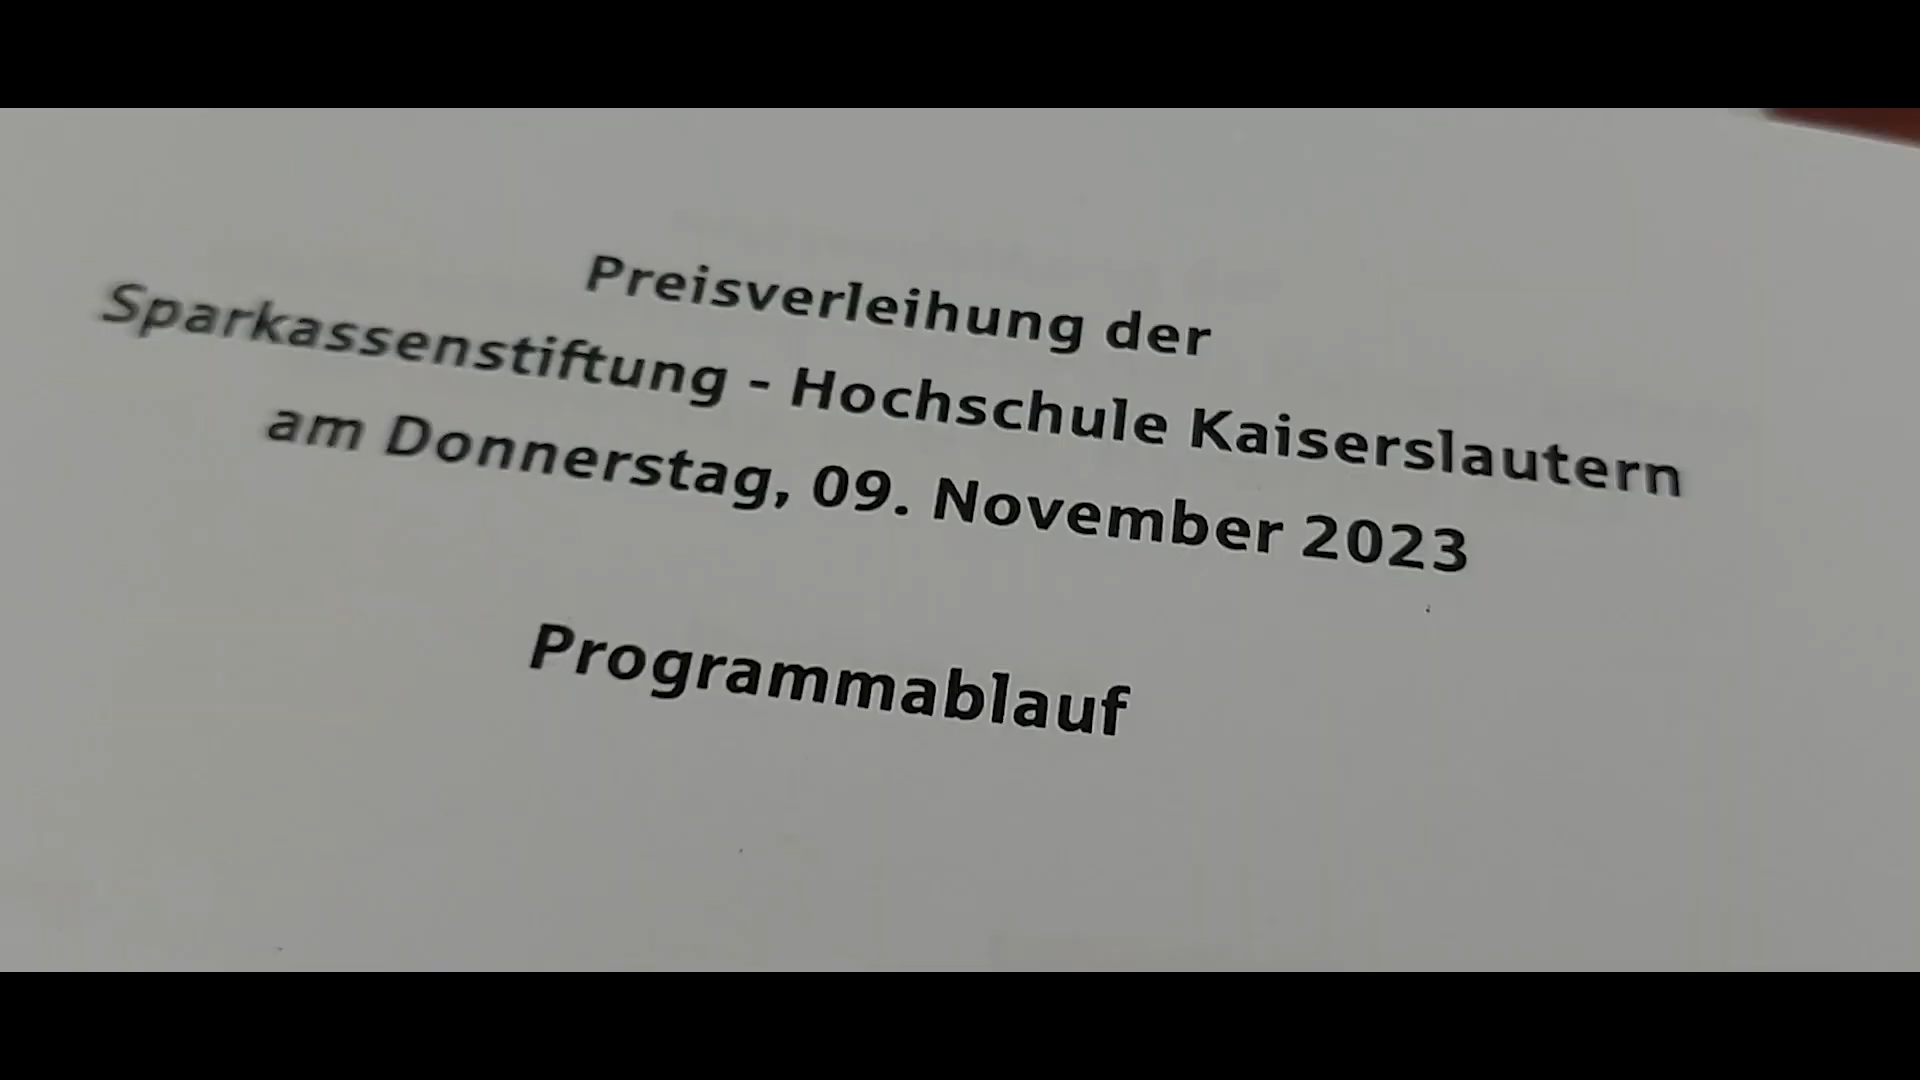 Preisverleihung der
Sparkassenstiftung - Hochschule Kaiserslautern
am Donnerstag, 09. November 2023
Programmablauf